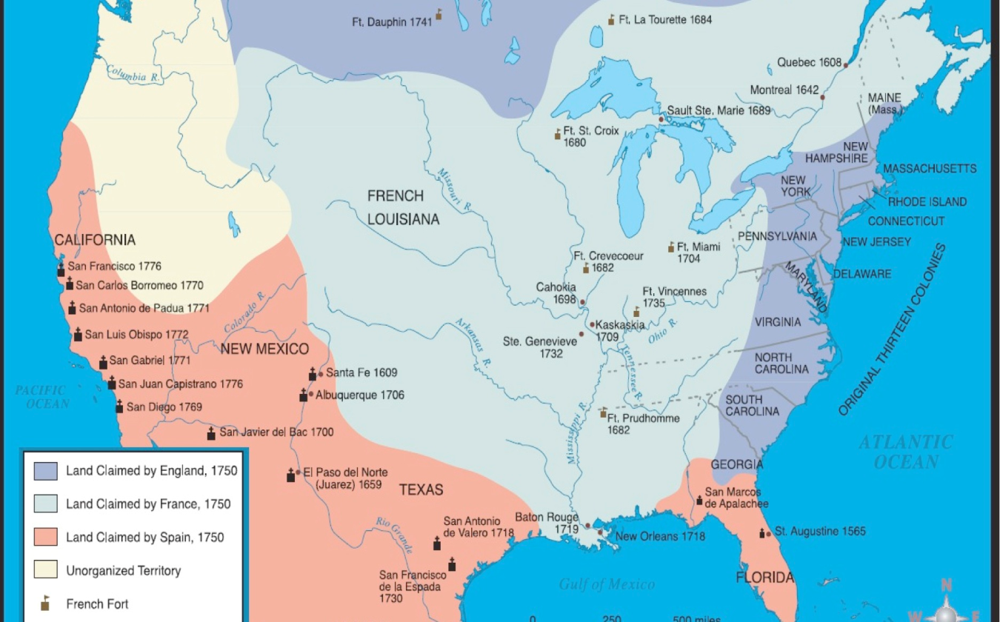 Ft. Dauphin 1741
Ft. La Tourette 1684
Columbia R.
Quebec 1608
Montreal 1642
MAINE
(Mass.)
Sault Ste. Marie 1689
Ft. St. Croix
1680
NEW
HAMPSHIRE
MASSACHUSETTS
NEW
YORK
Missouri R.
FRENCH
LOUISIANA
RHODE ISLAND
CONNECTICUT
PENNSYLVANIA
NEW JERSEY
CALIFORNIA
Ft. Miami
1704
Ft. Crevecoeur
1682
San Francisco 1776
MARYLAND
DELAWARE
San Carlos Borromeo 1770
Cahokia
1698
Ft. Vincennes
1735
San Antonio de Padua 1771
Colorado R.
ORIGINAL THIRTEEN COLONIES
San Luis Obispo 1772
Kaskaskia
1709
Ohio R.
VIRGINIA
Arkansas R.
Ste. Genevieve
1732
NEW MEXICO
Tennessee R.
San Gabriel 1771
NORTH
CAROLINA
Santa Fe 1609
San Juan Capistrano 1776
PACIFIC
OCEAN
Albuquerque 1706
San Diego 1769
SOUTH
CAROLINA
Ft. Prudhomme
1682
San Javier del Bac 1700
Mississippi R.
ATLANTIC
OCEAN
GEORGIA
El Paso del Norte
(Juarez) 1659
TEXAS
San Marcos
de Apalachee
Baton Rouge
1719
San Antonio
de Valero 1718
Rio Grande
New Orleans 1718
St. Augustine 1565
San Francisco
de la Espada
1730
FLORIDA
Gulf of Mexico
Land Claimed by England, 1750
Land Claimed by France, 1750
Land Claimed by Spain, 1750
Unorganized Territory
French Fort
0 250 500 miles
N
W E